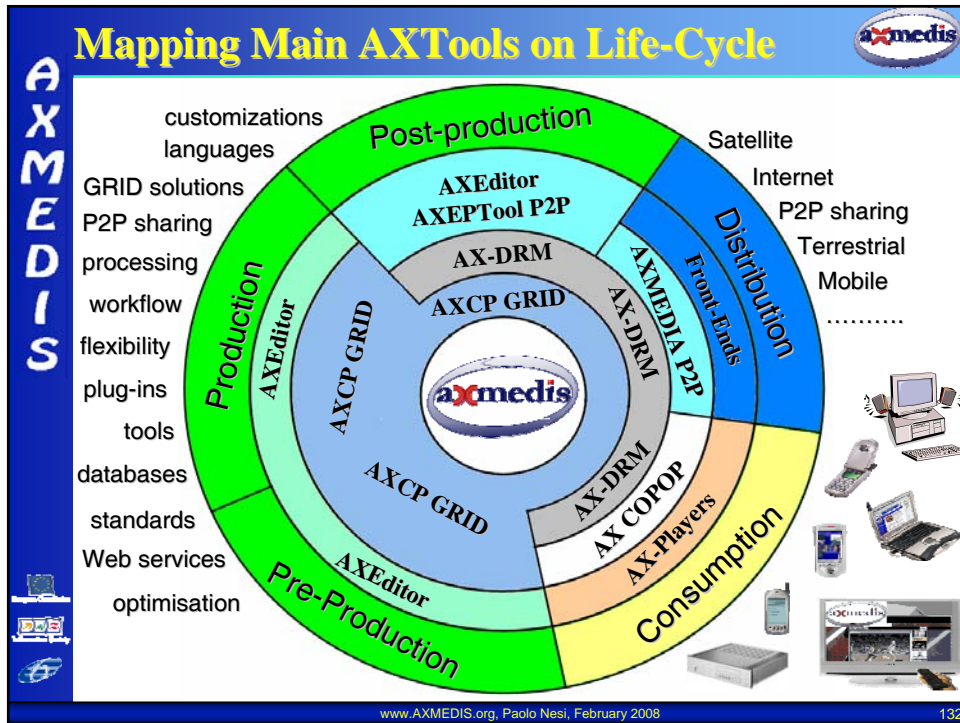 Mapping Main AXTools on Life-Cycle
axmedis
AXMEDIS
customizations
languages
GRID solutions
P2P sharing
processing
workflow
flexibility
plug-ins
tools
databases
standards
Web services
optimisation
Post-production
AXEditor
AXEPTool P2P
AX-DRM
AXCP GRID
Production
AXEditor
AXCP GRID
axmedis
AXCP GRID
AXEditor
Pre-Production
Distribution
Front-Ends
AXMEDIA P2P
AX-DRM
AX-DRM
AX COPOP
AX-Players
Consumption
Satellite
Internet
P2P sharing
Terrestrial
Mobile
..........
www.AXMEDIS.org, Paolo Nesi, February 2008
132